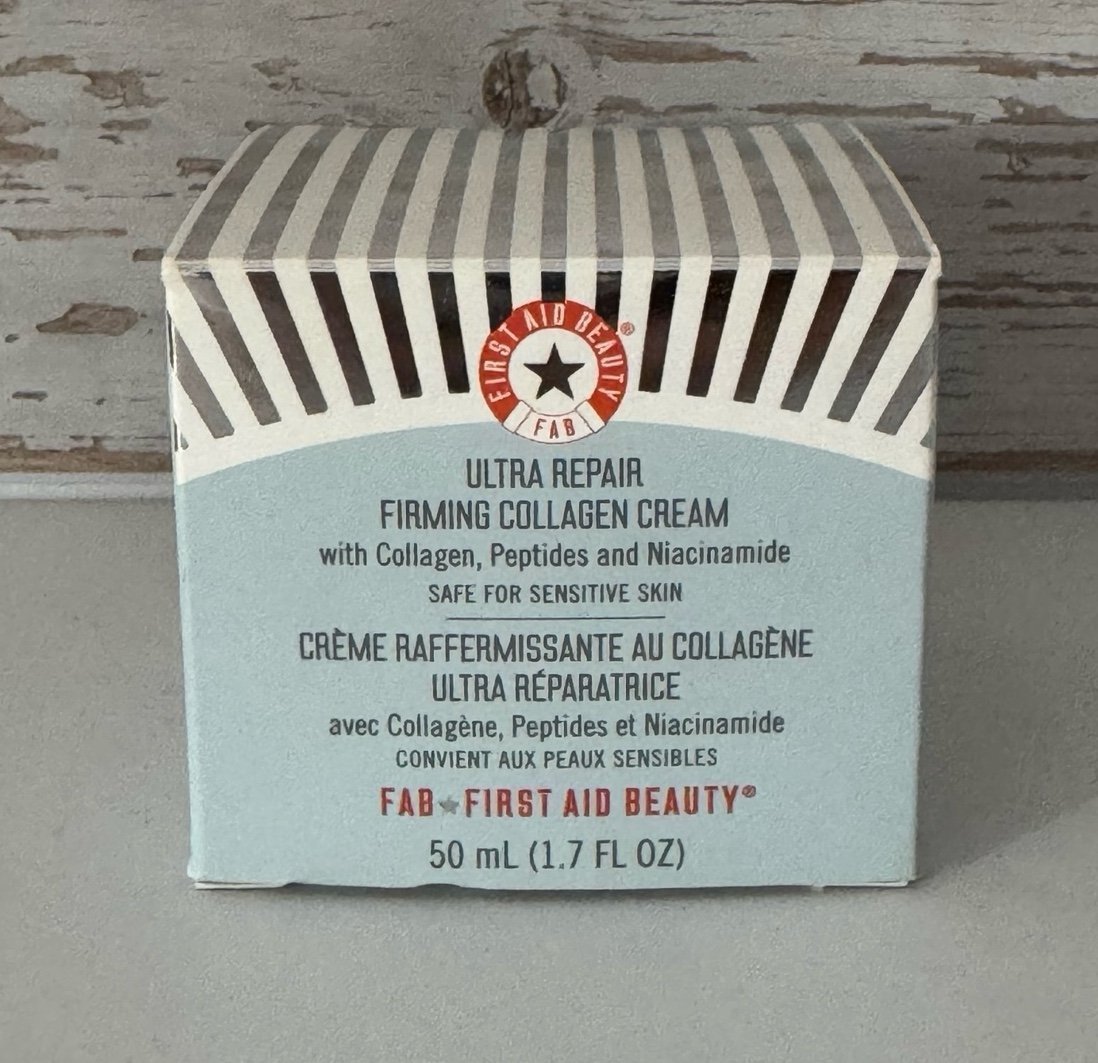 FIRST AID BEAUTY®
FAB
ULTRA REPAIR
FIRMING COLLAGEN CREAM
with Collagen, Peptides and Niacinamide
SAFE FOR SENSITIVE SKIN
CRÈME RAFFERMISSANTE AU COLLAGÈNE
ULTRA RÉPARATRICE
avec Collagène, Peptides et Niacinamide
CONVIENT AUX PEAUX SENSIBLES
FAB★FIRST AID BEAUTY®
50 mL (1.7 FL OZ)